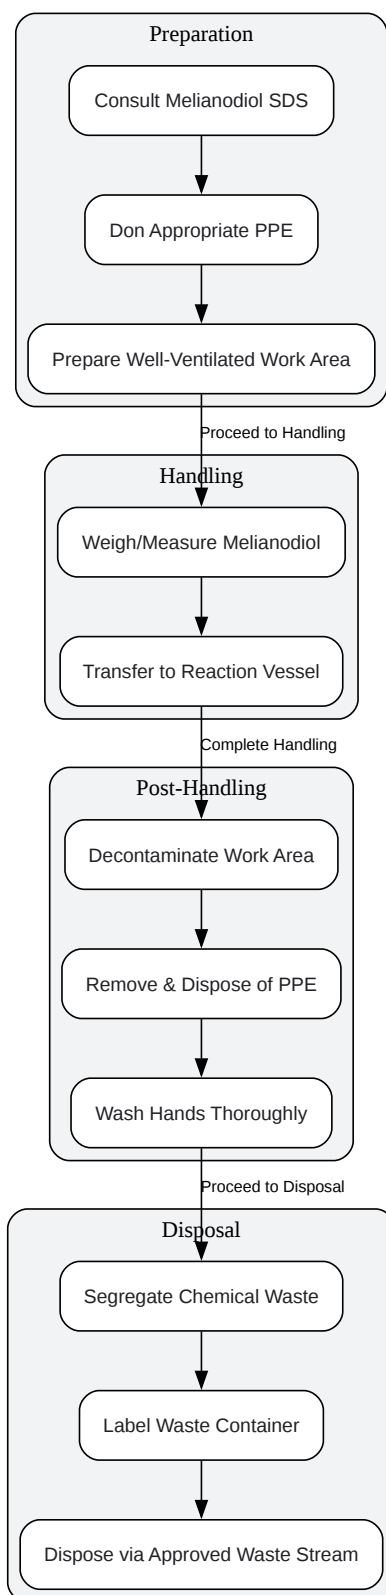 Preparation
Consult Melianodiol SDS
Don Appropriate PPE
Prepare Well-Ventilated Work Area
Proceed to Handling
Handling
Weigh/Measure Melianodiol
Transfer to Reaction Vessel
Complete Handling
Post-Handling
Decontaminate Work Area
Remove & Dispose of PPE
Wash Hands Thoroughly
Proceed to Disposal
Disposal
Segregate Chemical Waste
Label Waste Container
Dispose via Approved Waste Stream